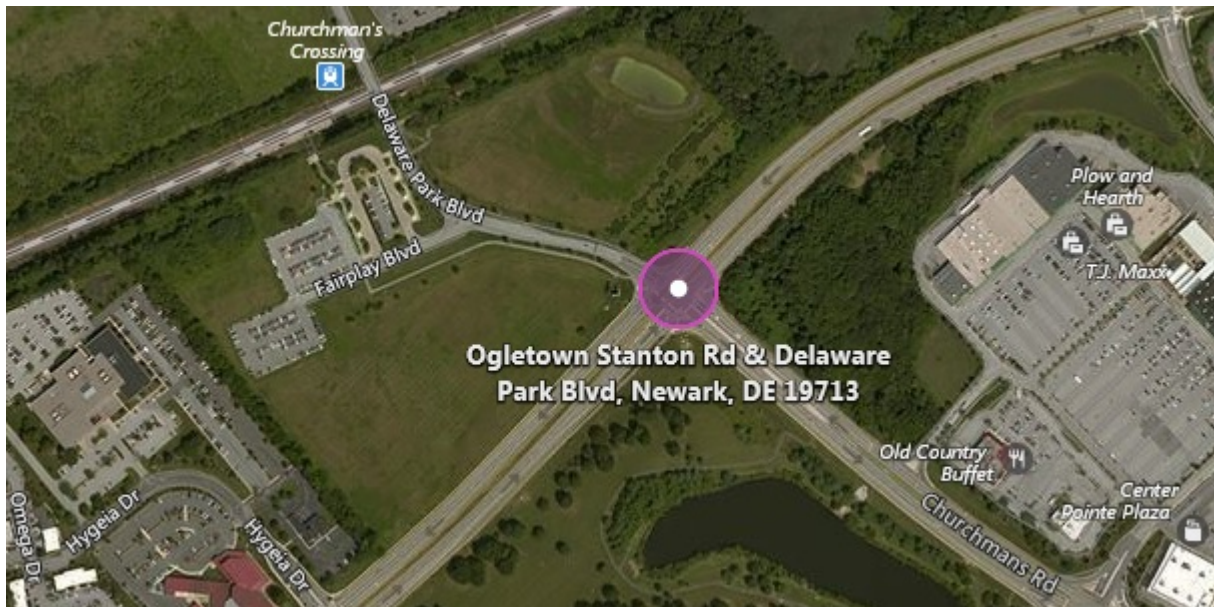 Churchman's
Crossing
Delaware Park Blvd
Fairplay Blvd
Plow and
Hearth
T.J. Maxx
Ogletown Stanton Rd & Delaware
Park Blvd, Newark, DE 19713
Old Country
Buffet
Center
Pointe Plaza
Churchmans Rd
Omega Dr
Hygeia Dr
Hygeia Dr